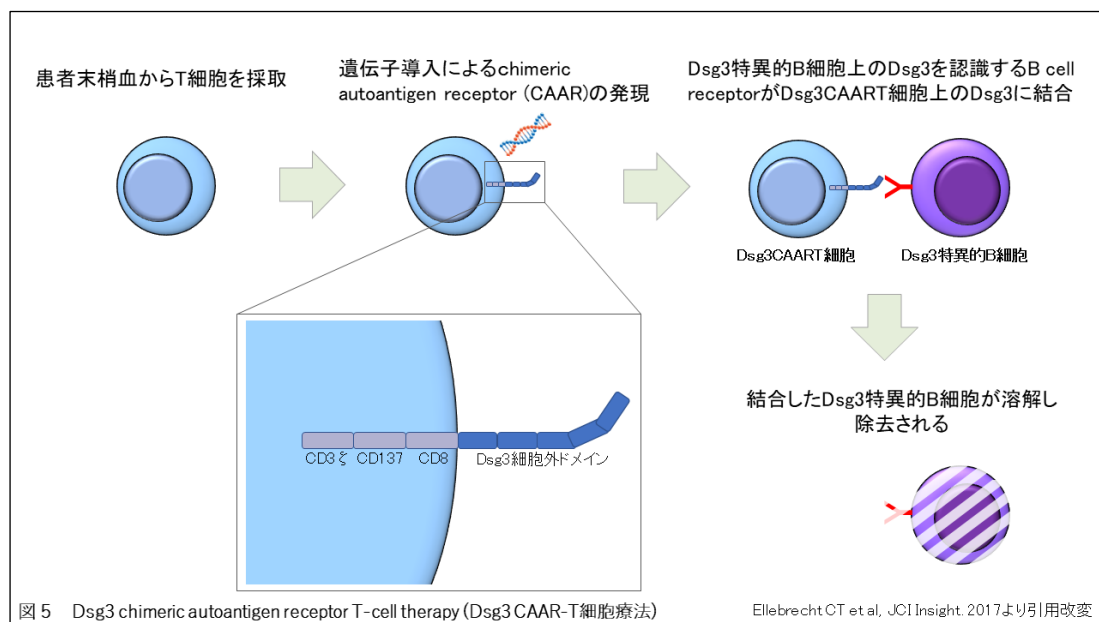 患者末梢血からT細胞を採取
遺伝子導入によるchimeric
autoantigen receptor (CAAR)の発現
Dsg3特異的B細胞上のDsg3を認識するB cell
receptorがDsg3CAART細胞上のDsg3に結合
Dsg3CAART細胞
Dsg3特異的B細胞
CD3ζ
CD137
CD8
Dsg3細胞外ドメイン
結合したDsg3特異的B細胞が溶解し
除去される
図5 Dsg3 chimeric autoantigen receptor T-cell therapy (Dsg3 CAAR-T細胞療法)
Ellebrecht CT et al, JCI Insight. 2017より引用改変